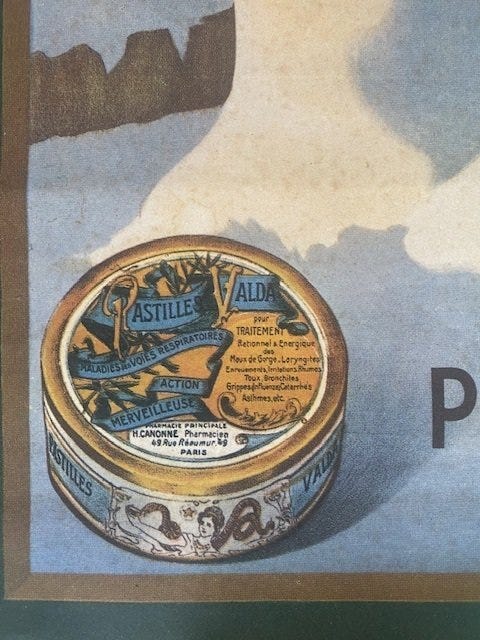 PASTILLES VALDA
pour
TRAITEMENT
Rationnel & Energique
des
Maux de Gorge, Laryngites
Enrouements, Irritations, Rhumes
Toux, Bronchites
Grippes (Influenza), Catarrhes
Asthmes, etc.
MALADIES des VOIES RESPIRATOIRES
ACTION
MERVEILLEUSE
PHARMACIE PRINCIPALE
H. CANONNE Pharmacien
49 Rue Réaumur. 49
PARIS
PASTILLES
VALDA
P